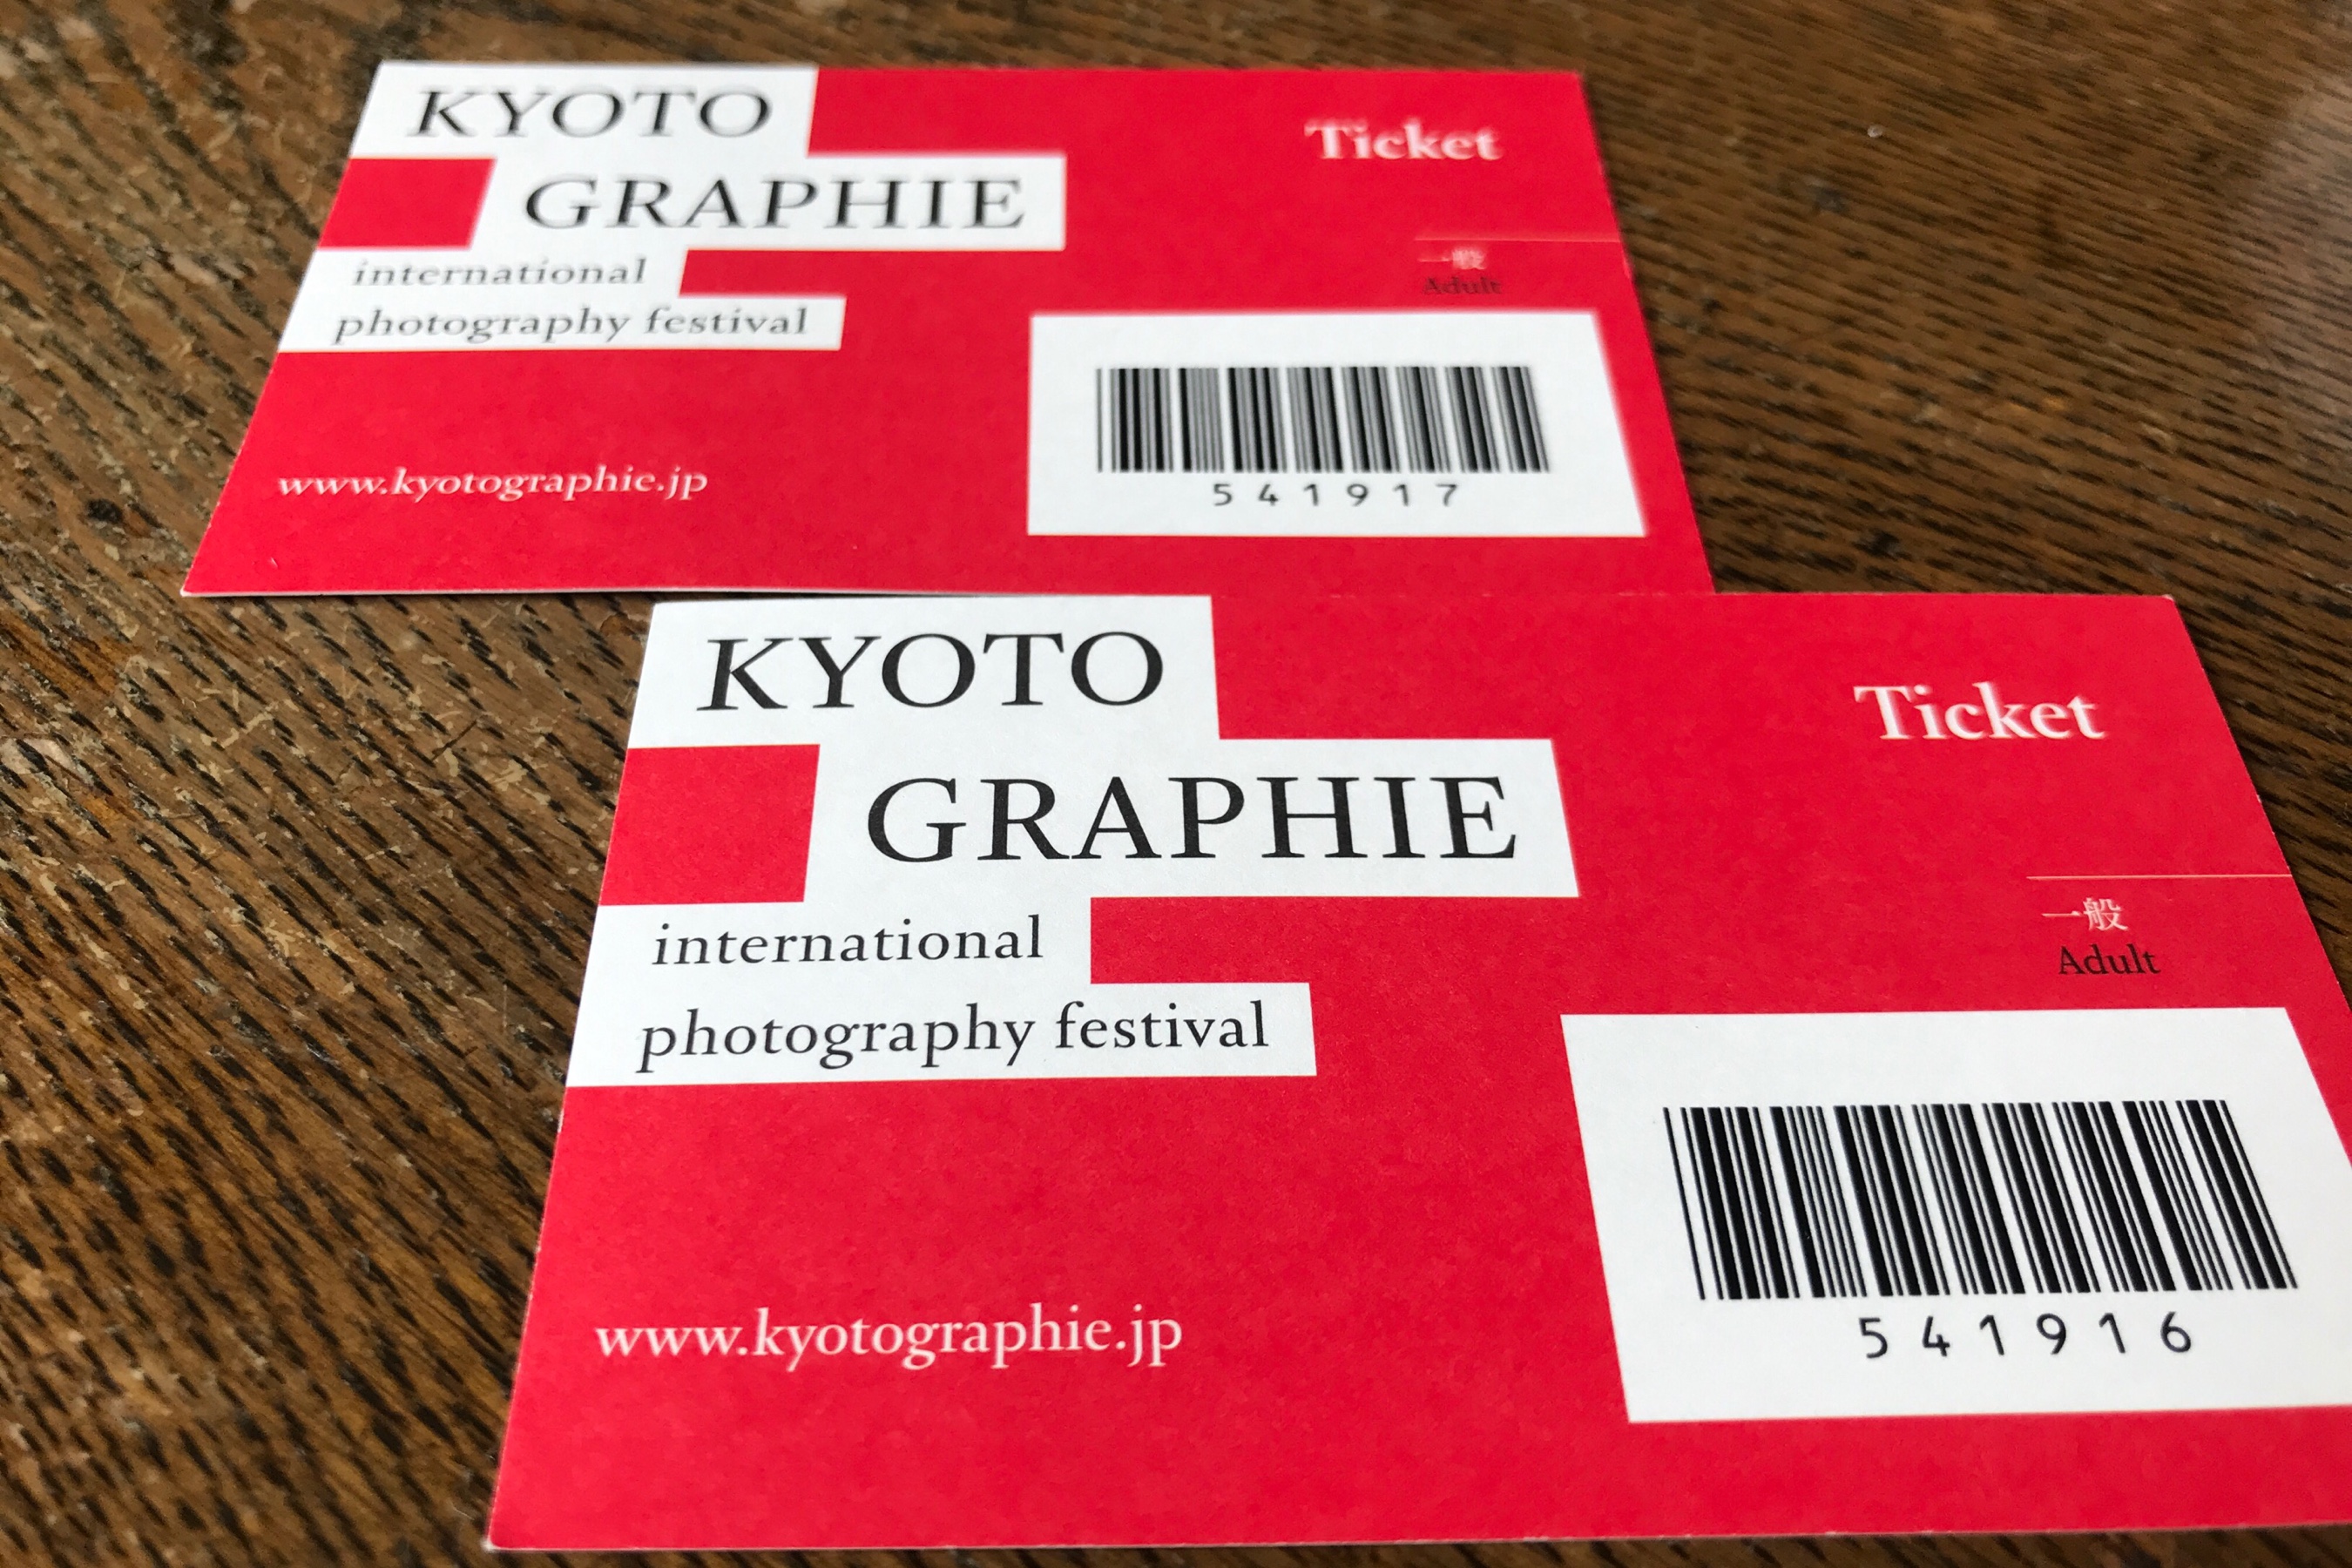 KYOTO
GRAPHIE
international
photography festival
www.kyotographie.jp
Ticket
一般
Adult
541917
KYOTO
GRAPHIE
international
photography festival
www.kyotographie.jp
Ticket
一般
Adult
541916